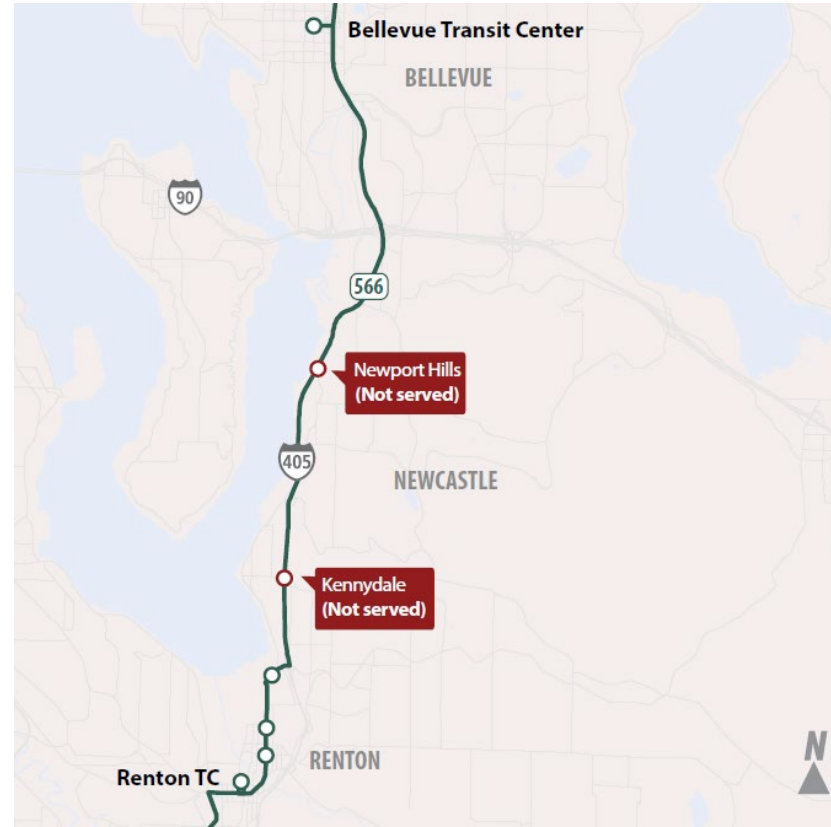 Bellevue Transit Center
BELLEVUE
90
566
Newport Hills
(Not served)
405
NEWCASTLE
Kennydale
(Not served)
RENTON
Renton TC
N